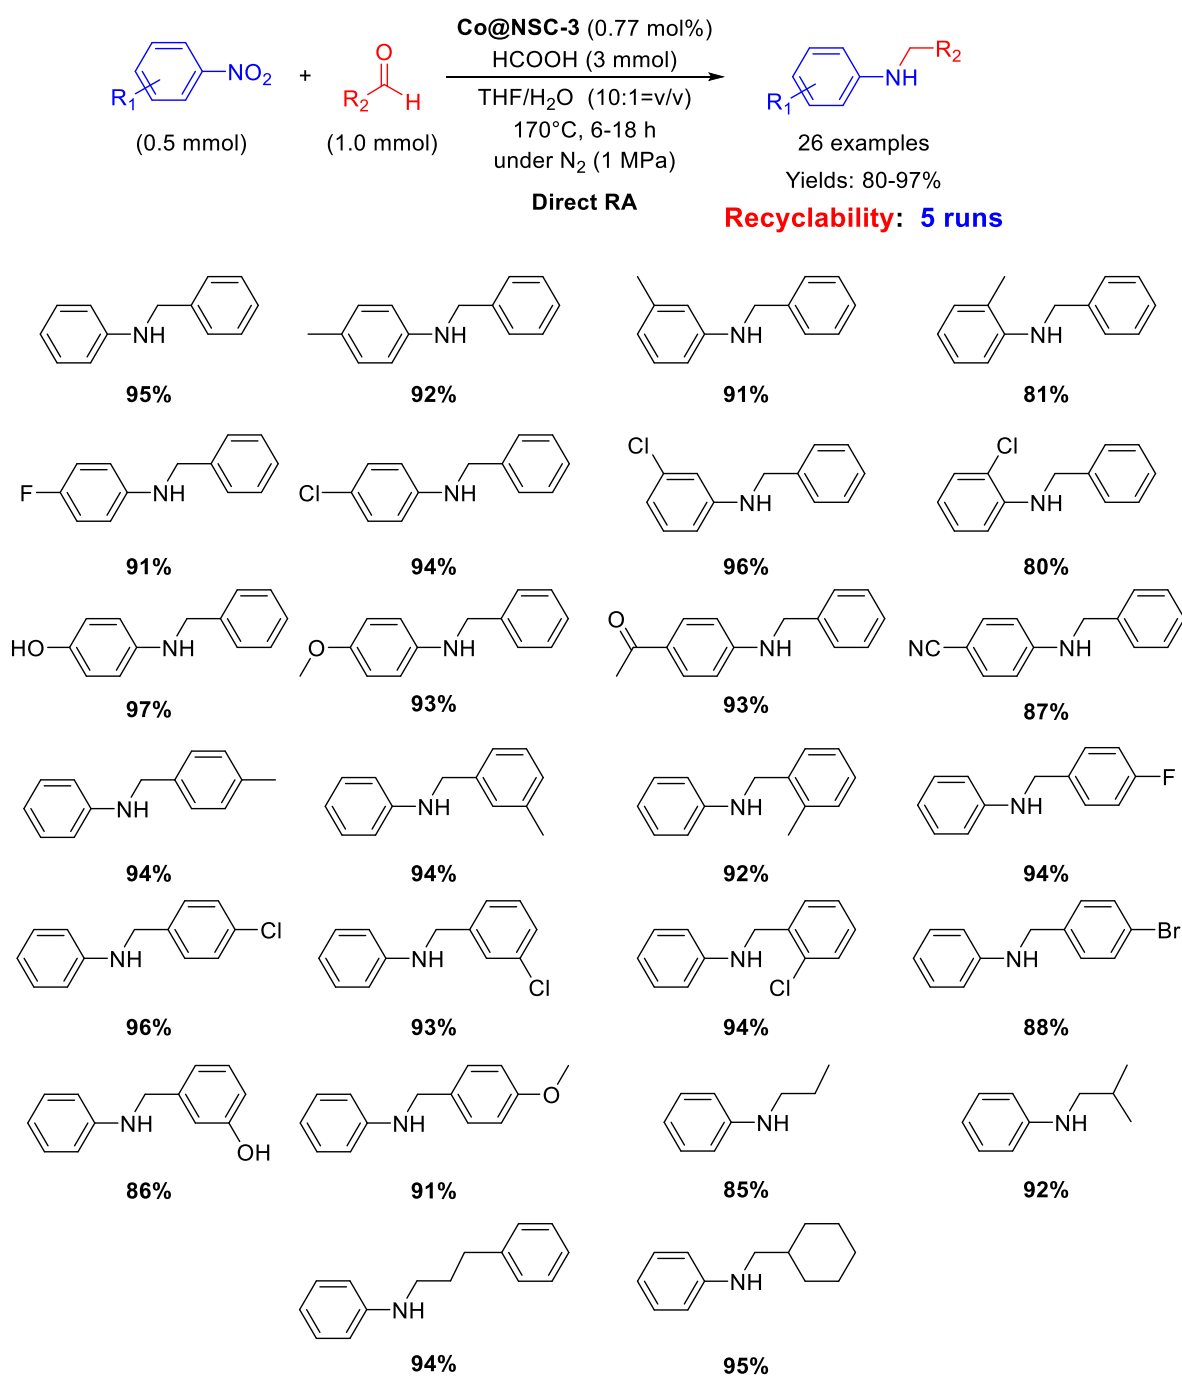 Co@NSC-3 (0.77 mol%)
HCOOH (3 mmol)
THF/H₂O (10:1=v/v)
170°C, 6-18 h
under N₂ (1 MPa)
Direct RA
R₁ NO₂
(0.5 mmol)
+
O
R₂ H
(1.0 mmol)
R₁ NH R₂
26 examples
Yields: 80-97%
Recyclability: 5 runs
NH
NH
NH
NH
95% 92% 91% 81%
F NH
Cl NH
Cl NH
Cl NH
91% 94% 96% 80%
HO NH
O NH
O NH
NC NH
97% 93% 93% 87%
NH
NH
NH
NH F
94% 94% 92% 94%
NH Cl
NH Cl
NH Cl
NH Br
96% 93% 94% 88%
NH OH
NH O
NH
NH
86% 91% 85% 92%
NH
NH
94% 95%